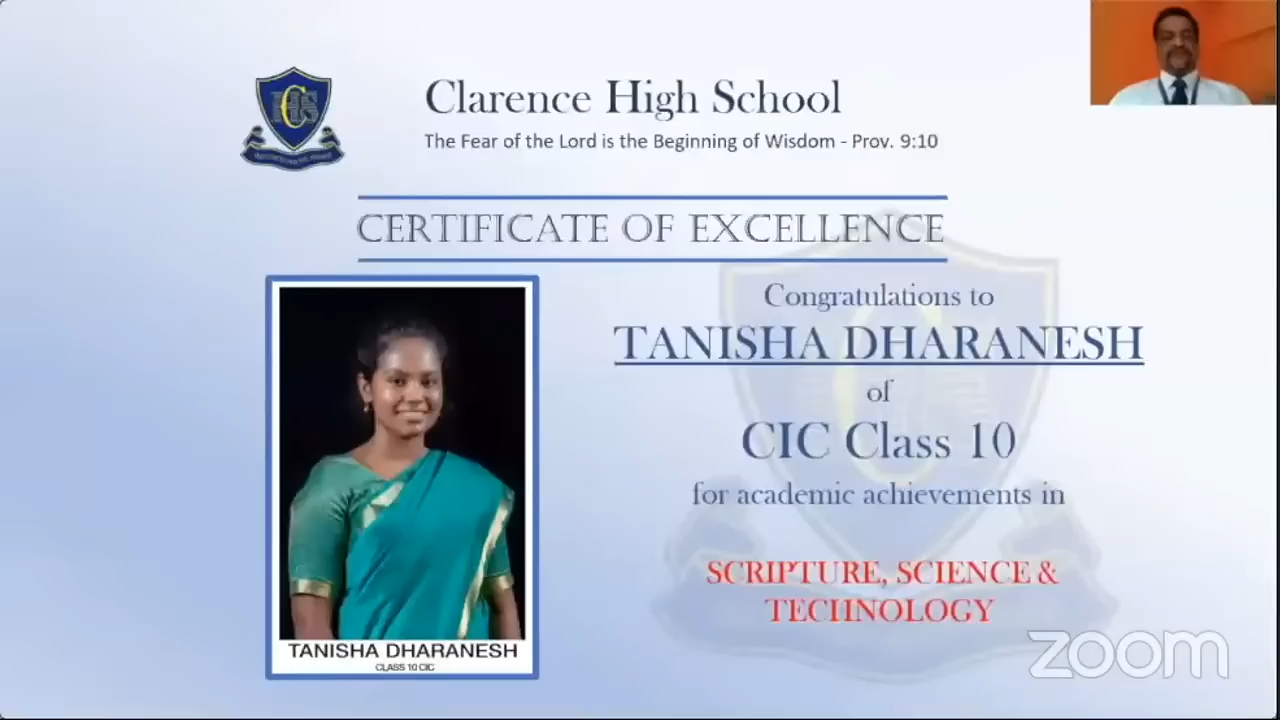 Clarence High School
The Fear of the Lord is the Beginning of Wisdom - Prov. 9:10
CERTIFICATE OF EXCELLENCE
Congratulations to
TANISHA DHARANESH
of
CIC Class 10
for academic achievements in
SCRIPTURE, SCIENCE &
TECHNOLOGY
TANISHA DHARANESH
CLASS 10 CIC
zoom